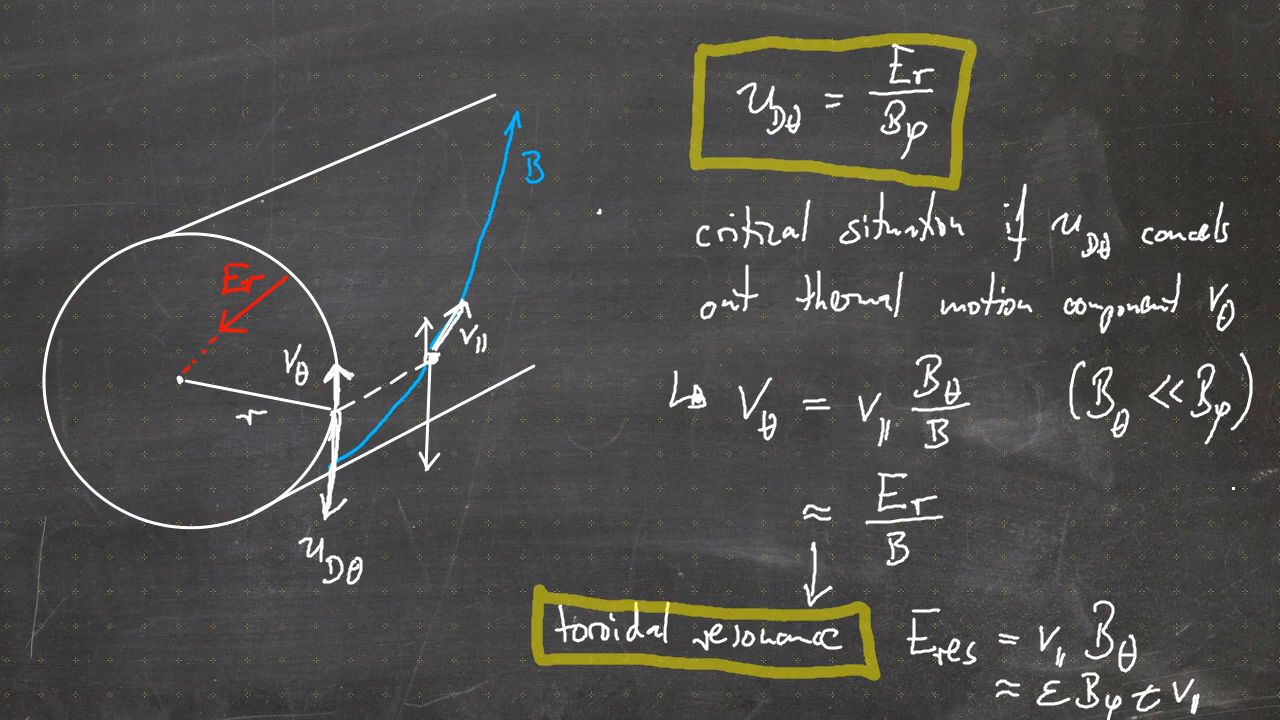 u_Dθ = E_r / B_φ
critical situation if u_Dθ cancels
out thermal motion component v_θ
↳ v_θ = v_∥ B_θ / B (B_θ ≪ B_φ)
≈ E_r / B
↓
toroidal resonance E_res = v_∥ B_θ
≈ ε B_φ t v_∥
B
E_r
v_θ
v_∥
r
u_Dθ